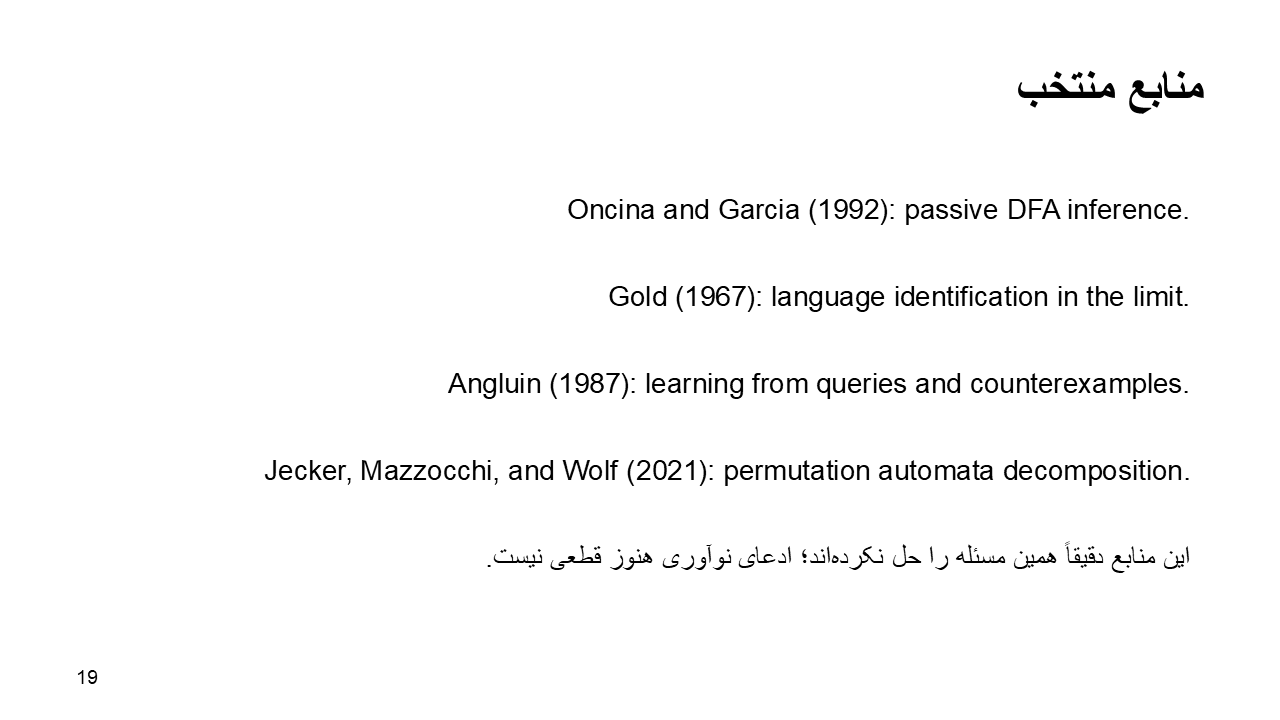 منابع منتخب
Oncina and Garcia (1992): passive DFA inference.
Gold (1967): language identification in the limit.
Angluin (1987): learning from queries and counterexamples.
Jecker, Mazzocchi, and Wolf (2021): permutation automata decomposition.
این منابع دقیقاً همین مسئله را حل نکرده‌اند؛ ادعای نوآوری هنوز قطعی نیست.
19